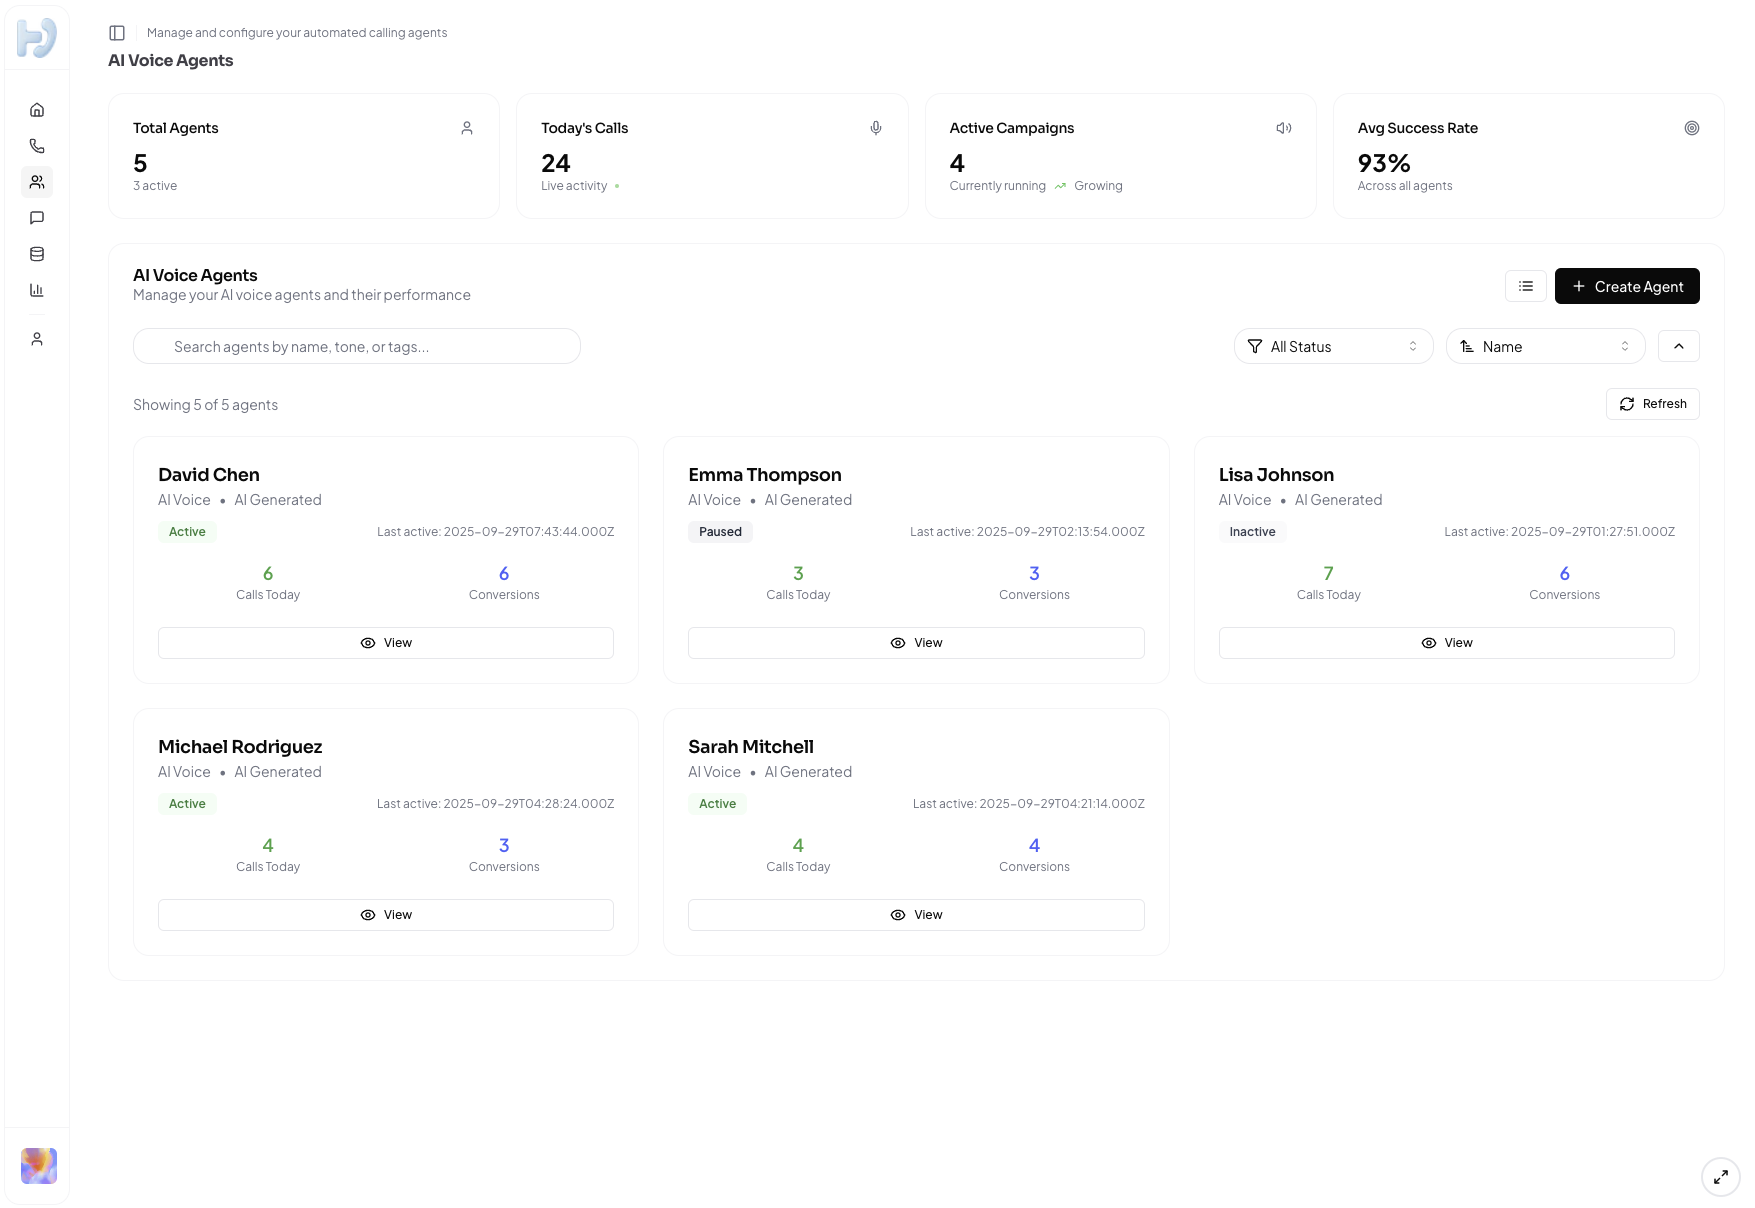 Manage and configure your automated calling agents
AI Voice Agents
Total Agents
5
3 active
Today's Calls
24
Live activity
Active Campaigns
4
Currently running Growing
Avg Success Rate
93%
Across all agents
AI Voice Agents
Manage your AI voice agents and their performance
Create Agent
Search agents by name, tone, or tags...
All Status
Name
Showing 5 of 5 agents
Refresh
David Chen
AI Voice • AI Generated
Active
Last active: 2025-09-29T07:43:44.000Z
6
Calls Today
6
Conversions
View
Emma Thompson
AI Voice • AI Generated
Paused
Last active: 2025-09-29T02:13:54.000Z
3
Calls Today
3
Conversions
View
Lisa Johnson
AI Voice • AI Generated
Inactive
Last active: 2025-09-29T01:27:51.000Z
7
Calls Today
6
Conversions
View
Michael Rodriguez
AI Voice • AI Generated
Active
Last active: 2025-09-29T04:28:24.000Z
4
Calls Today
3
Conversions
View
Sarah Mitchell
AI Voice • AI Generated
Active
Last active: 2025-09-29T04:21:14.000Z
4
Calls Today
4
Conversions
View